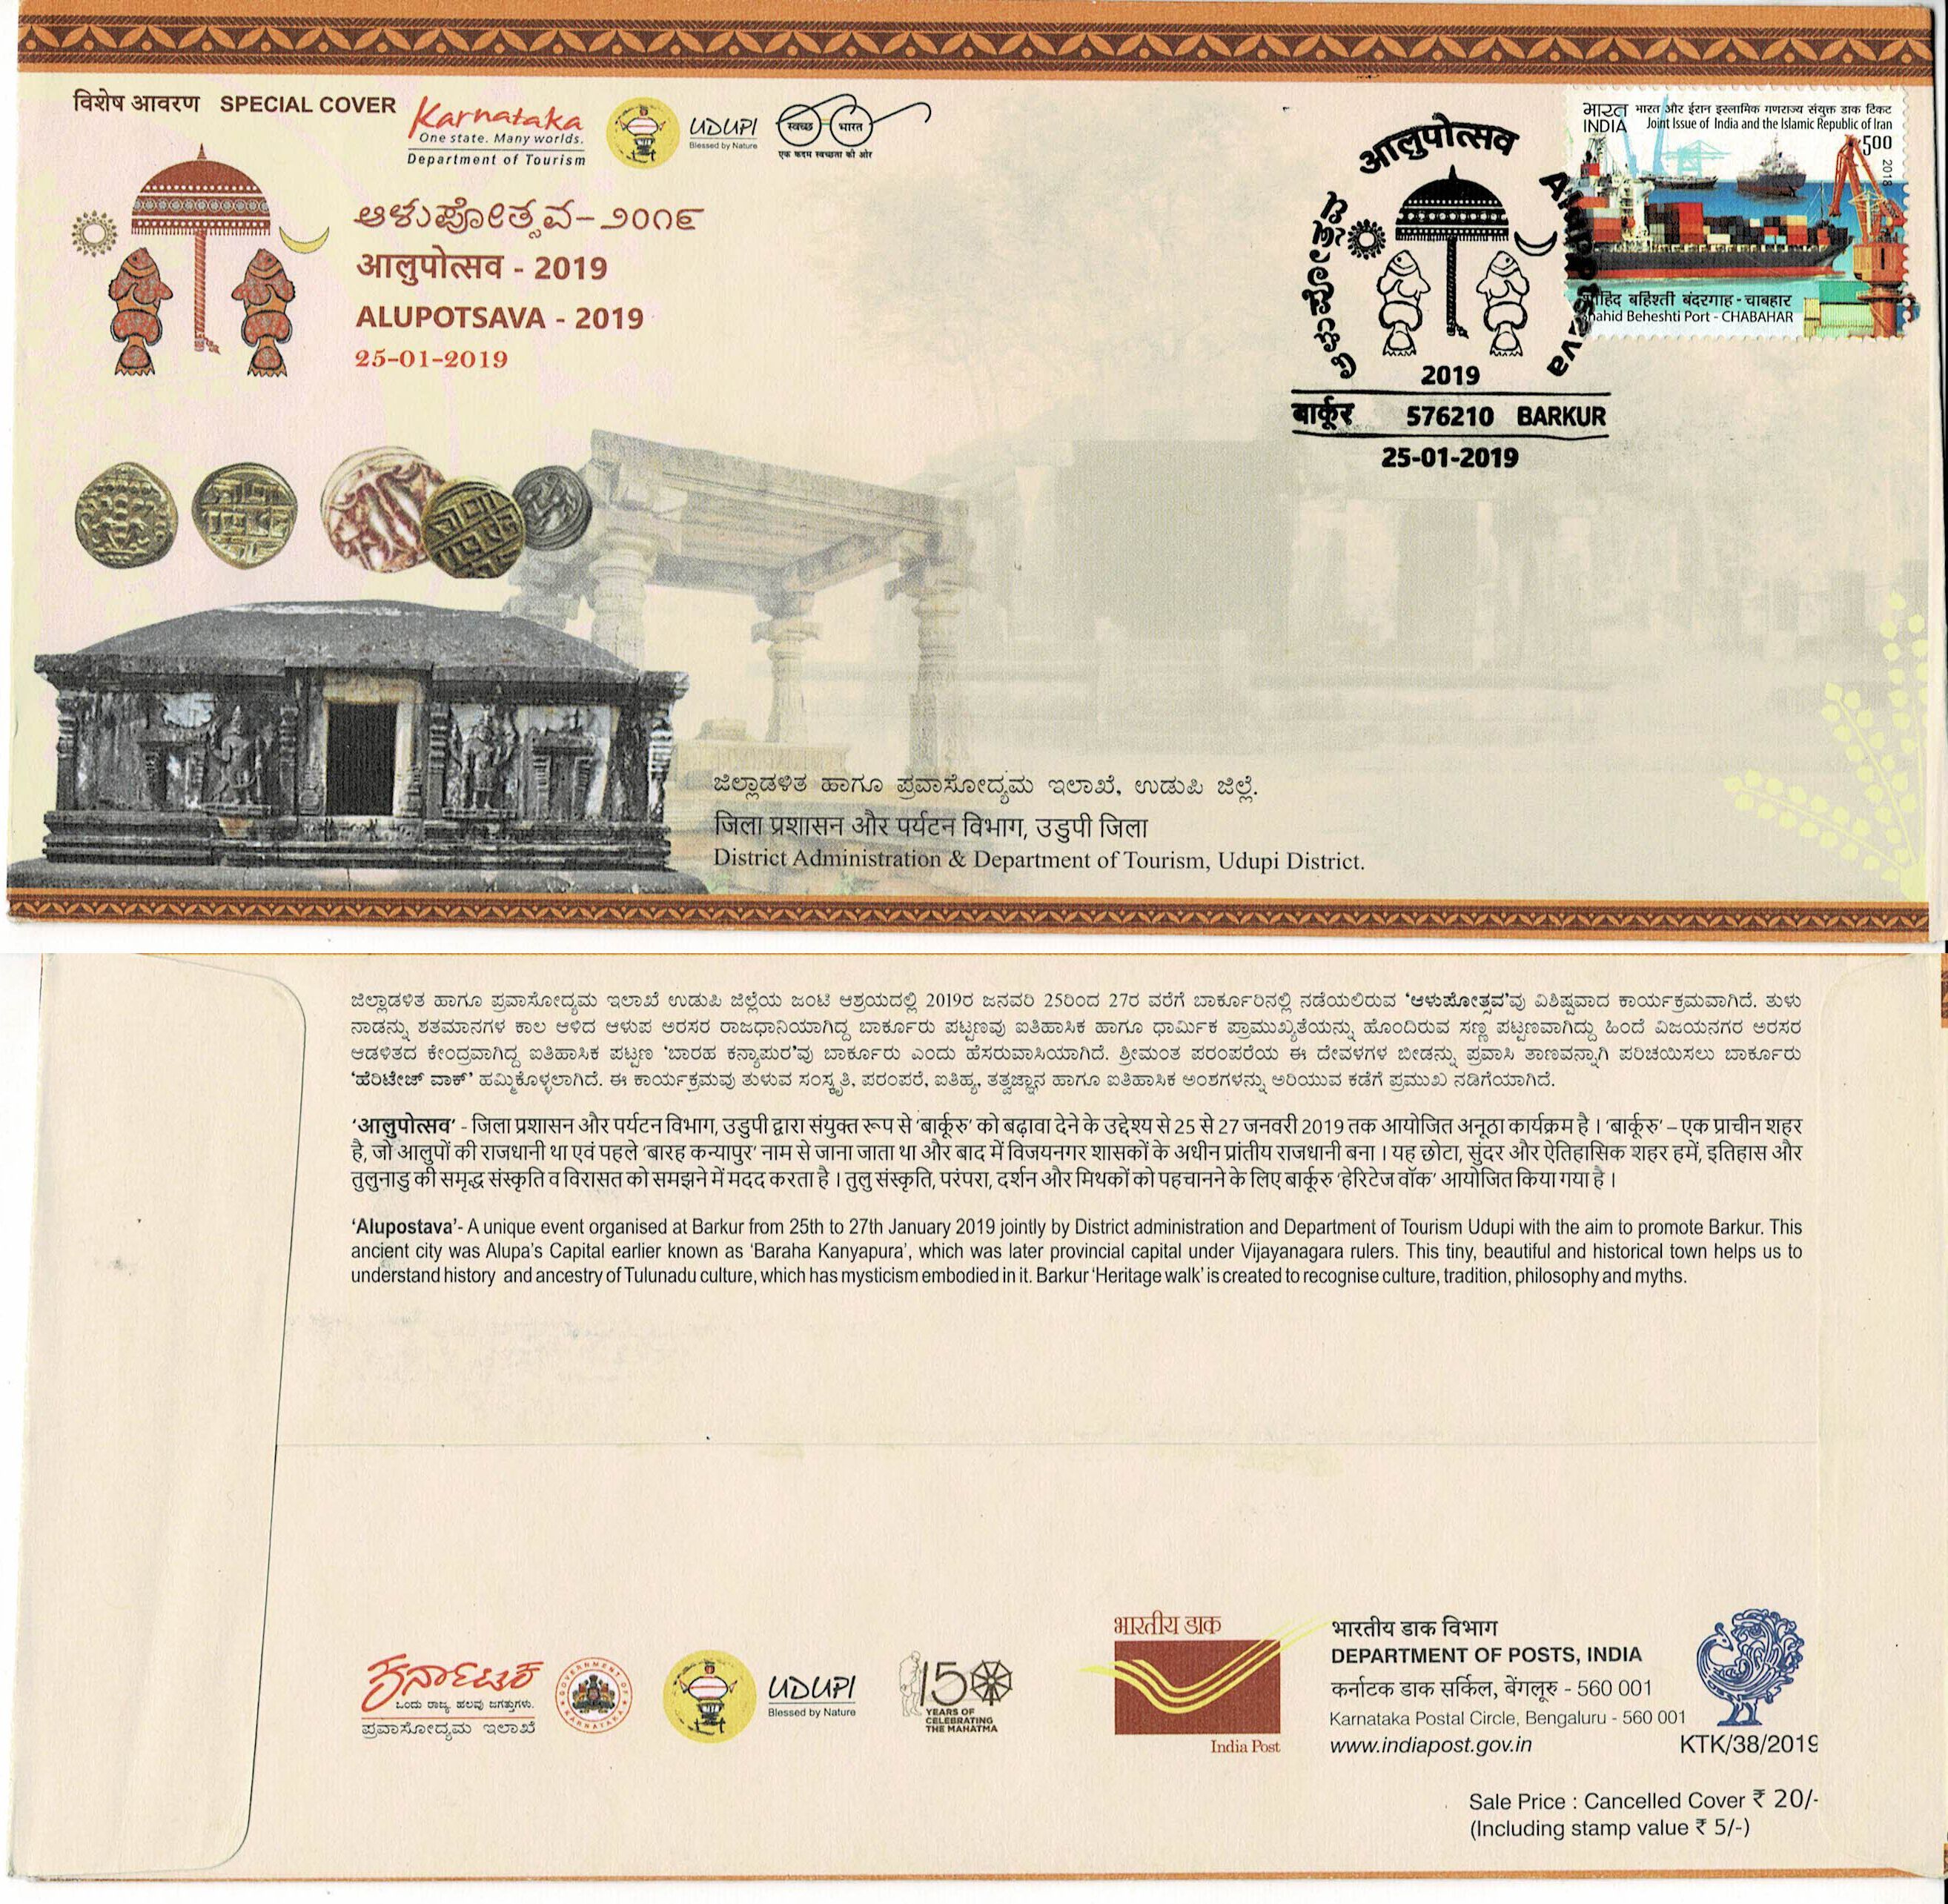 विशेष आवरण SPECIAL COVER
Karnataka
One state. Many worlds.
Department of Tourism
UDUPI
Blessed by Nature
स्वच्छ भारत
एक कदम स्वच्छता की ओर
ಆಳುಪೋತ್ಸವ - ೨೦೧೯
आलुपोत्सव - 2019
ALUPOTSAVA - 2019
25-01-2019
आलुपोत्सव
ಆಳುಪೋತ್ಸವ
Alupotsava
2019
बार्कूर 576210 BARKUR
25-01-2019
भारत भारत और ईरान इस्लामिक गणराज्य संयुक्त डाक टिकट
INDIA Joint Issue of India and the Islamic Republic of Iran
500
2018
शहिद बहिश्ती बंदरगाह - चाबहार
Shahid Beheshti Port - CHABAHAR
ಜಿಲ್ಲಾಡಳಿತ ಹಾಗೂ ಪ್ರವಾಸೋದ್ಯಮ ಇಲಾಖೆ, ಉಡುಪಿ ಜಿಲ್ಲೆ.
जिला प्रशासन और पर्यटन विभाग, उडुपी जिला
District Administration & Department of Tourism, Udupi District.
ಜಿಲ್ಲಾಡಳಿತ ಹಾಗೂ ಪ್ರವಾಸೋದ್ಯಮ ಇಲಾಖೆ ಉಡುಪಿ ಜಿಲ್ಲೆಯ ಜಂಟಿ ಆಶ್ರಯದಲ್ಲಿ 2019ರ ಜನವರಿ 25ರಿಂದ 27ರ ವರೆಗೆ ಬಾರ್ಕೂರಿನಲ್ಲಿ ನಡೆಯಲಿರುವ 'ಆಳುಪೋತ್ಸವ'ವು ವಿಶಿಷ್ಟವಾದ ಕಾರ್ಯಕ್ರಮವಾಗಿದೆ. ತುಳು
ನಾಡನ್ನು ಶತಮಾನಗಳ ಕಾಲ ಆಳಿದ ಆಳುಪ ಅರಸರ ರಾಜಧಾನಿಯಾಗಿದ್ದ ಬಾರ್ಕೂರು ಪಟ್ಟಣವು ಐತಿಹಾಸಿಕ ಹಾಗೂ ಧಾರ್ಮಿಕ ಪ್ರಾಮುಖ್ಯತೆಯನ್ನು ಹೊಂದಿರುವ ಸಣ್ಣ ಪಟ್ಟಣವಾಗಿದ್ದು ಹಿಂದೆ ವಿಜಯನಗರ ಅರಸರ
ಆಡಳಿತದ ಕೇಂದ್ರವಾಗಿದ್ದ ಐತಿಹಾಸಿಕ ಪಟ್ಟಣ 'ಬಾರಹ ಕನ್ಯಾಪುರ'ವು ಬಾರ್ಕೂರು ಎಂದು ಹೆಸರುವಾಸಿಯಾಗಿದೆ. ಶ್ರೀಮಂತ ಪರಂಪರೆಯ ಈ ದೇವಳಗಳ ಬೀಡನ್ನು ಪ್ರವಾಸಿ ತಾಣವನ್ನಾಗಿ ಪರಿಚಯಿಸಲು ಬಾರ್ಕೂರು
'ಹೆರಿಟೇಜ್ ವಾಕ್' ಹಮ್ಮಿಕೊಳ್ಳಲಾಗಿದೆ. ಈ ಕಾರ್ಯಕ್ರಮವು ತುಳುವ ಸಂಸ್ಕೃತಿ, ಪರಂಪರೆ, ಐತಿಹ್ಯ, ತತ್ವಜ್ಞಾನ ಹಾಗೂ ಐತಿಹಾಸಿಕ ಅಂಶಗಳನ್ನು ಅರಿಯುವ ಕಡೆಗೆ ಪ್ರಮುಖ ನಡಿಗೆಯಾಗಿದೆ.
'आलुपोत्सव' - जिला प्रशासन और पर्यटन विभाग, उडुपी द्वारा संयुक्त रूप से 'बार्कूरु' को बढ़ावा देने के उद्देश्य से 25 से 27 जनवरी 2019 तक आयोजित अनूठा कार्यक्रम है । 'बार्कूरु' – एक प्राचीन शहर
है, जो आलुपों की राजधानी था एवं पहले 'बारह कन्यापुर' नाम से जाना जाता था और बाद में विजयनगर शासकों के अधीन प्रांतीय राजधानी बना । यह छोटा, सुंदर और ऐतिहासिक शहर हमें, इतिहास और
तुलुनाडु की समृद्ध संस्कृति व विरासत को समझने में मदद करता है । तुलु संस्कृति, परंपरा, दर्शन और मिथकों को पहचानने के लिए बार्कूरु 'हेरिटेज वॉक' आयोजित किया गया है ।
'Alupostava'- A unique event organised at Barkur from 25th to 27th January 2019 jointly by District administration and Department of Tourism Udupi with the aim to promote Barkur. This
ancient city was Alupa's Capital earlier known as 'Baraha Kanyapura', which was later provincial capital under Vijayanagara rulers. This tiny, beautiful and historical town helps us to
understand history and ancestry of Tulunadu culture, which has mysticism embodied in it. Barkur 'Heritage walk' is created to recognise culture, tradition, philosophy and myths.
ಕರ್ನಾಟಕ
ಒಂದು ರಾಜ್ಯ. ಹಲವು ಜಗತ್ತುಗಳು.
ಪ್ರವಾಸೋದ್ಯಮ ಇಲಾಖೆ
GOVERNMENT OF KARNATAKA
UDUPI
Blessed by Nature
150
YEARS OF
CELEBRATING
THE MAHATMA
भारतीय डाक
India Post
भारतीय डाक विभाग
DEPARTMENT OF POSTS, INDIA
कर्नाटक डाक सर्किल, बेंगलूरु - 560 001
Karnataka Postal Circle, Bengaluru - 560 001
www.indiapost.gov.in
KTK/38/2019
Sale Price : Cancelled Cover ₹ 20/-
(Including stamp value ₹ 5/-)